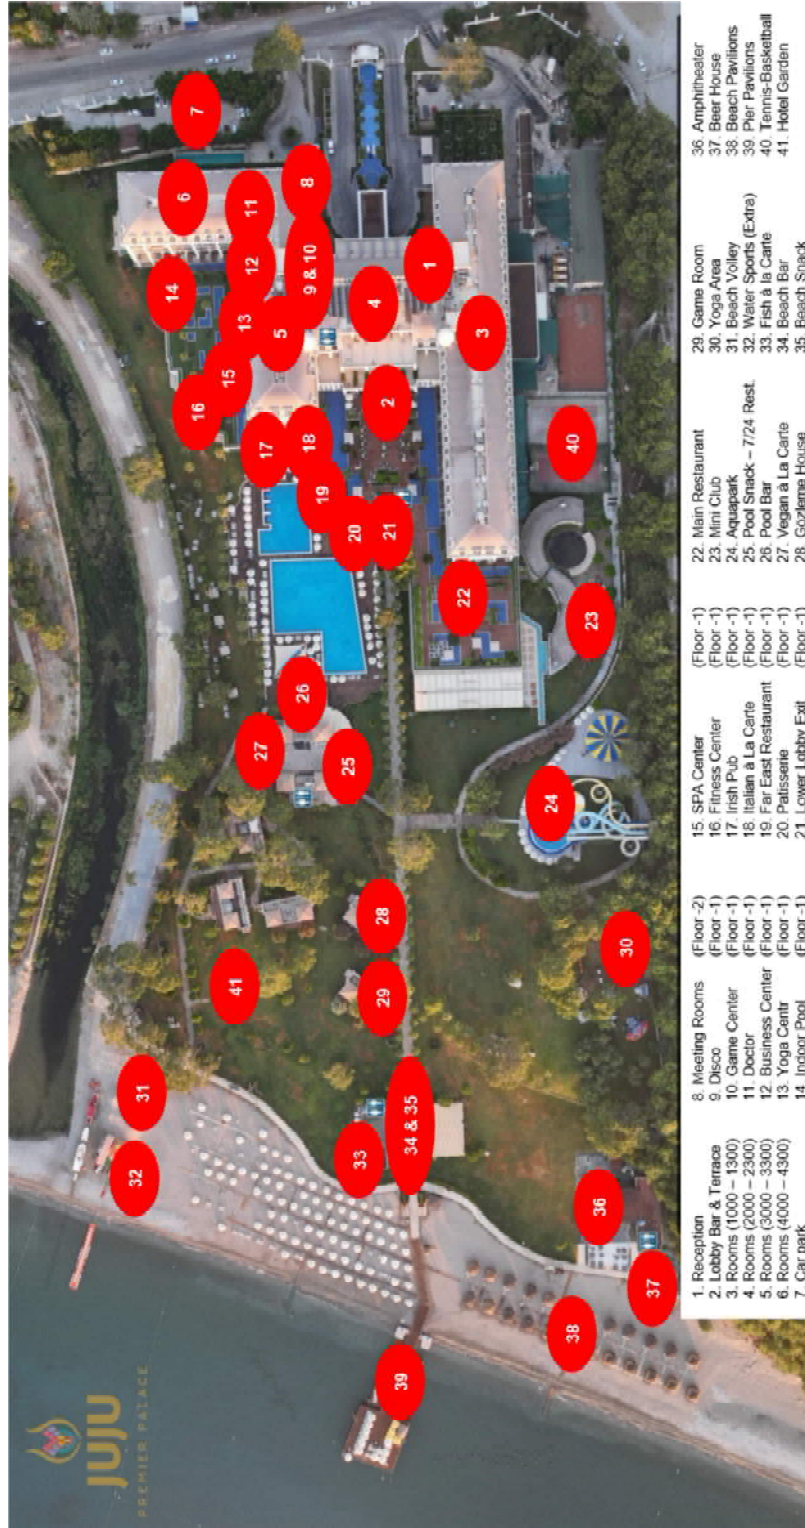 JUJU
PREMIER PALACE
7
6
8
11
14
12
9 & 10
1
13
4
5
3
15
16
2
17
18
40
19
20
21
22
23
26
27
25
24
28
41
30
29
31
34 & 35
32
33
36
37
38
39
1. Reception
2. Lobby Bar & Terrace
3. Rooms (1000 – 1300)
4. Rooms (2000 – 2300)
5. Rooms (3000 – 3300)
6. Rooms (4000 – 4300)
7. Car park
8. Meeting Rooms (Floor -2)
9. Disco (Floor -1)
10. Game Center (Floor -1)
11. Doctor (Floor -1)
12. Business Center (Floor -1)
13. Yoga Centr (Floor -1)
14. Indoor Pool (Floor -1)
15. SPA Center (Floor -1)
16. Fitness Center (Floor -1)
17. Irish Pub (Floor -1)
18. Italian à La Carte (Floor -1)
19. Far East Restaurant (Floor -1)
20. Patisserie (Floor -1)
21. Lower Lobby Exit (Floor -1)
22. Main Restaurant
23. Mini Club
24. Aquapark
25. Pool Snack – 7/24 Rest.
26. Pool Bar
27. Vegan à La Carte
28. Gözleme House
29. Game Room
30. Yoga Area
31. Beach Volley
32. Water Sports (Extra)
33. Fish à la Carte
34. Beach Bar
35. Beach Snack
36. Amphitheater
37. Beer House
38. Beach Pavilions
39. Pier Pavilions
40. Tennis-Basketball
41. Hotel Garden